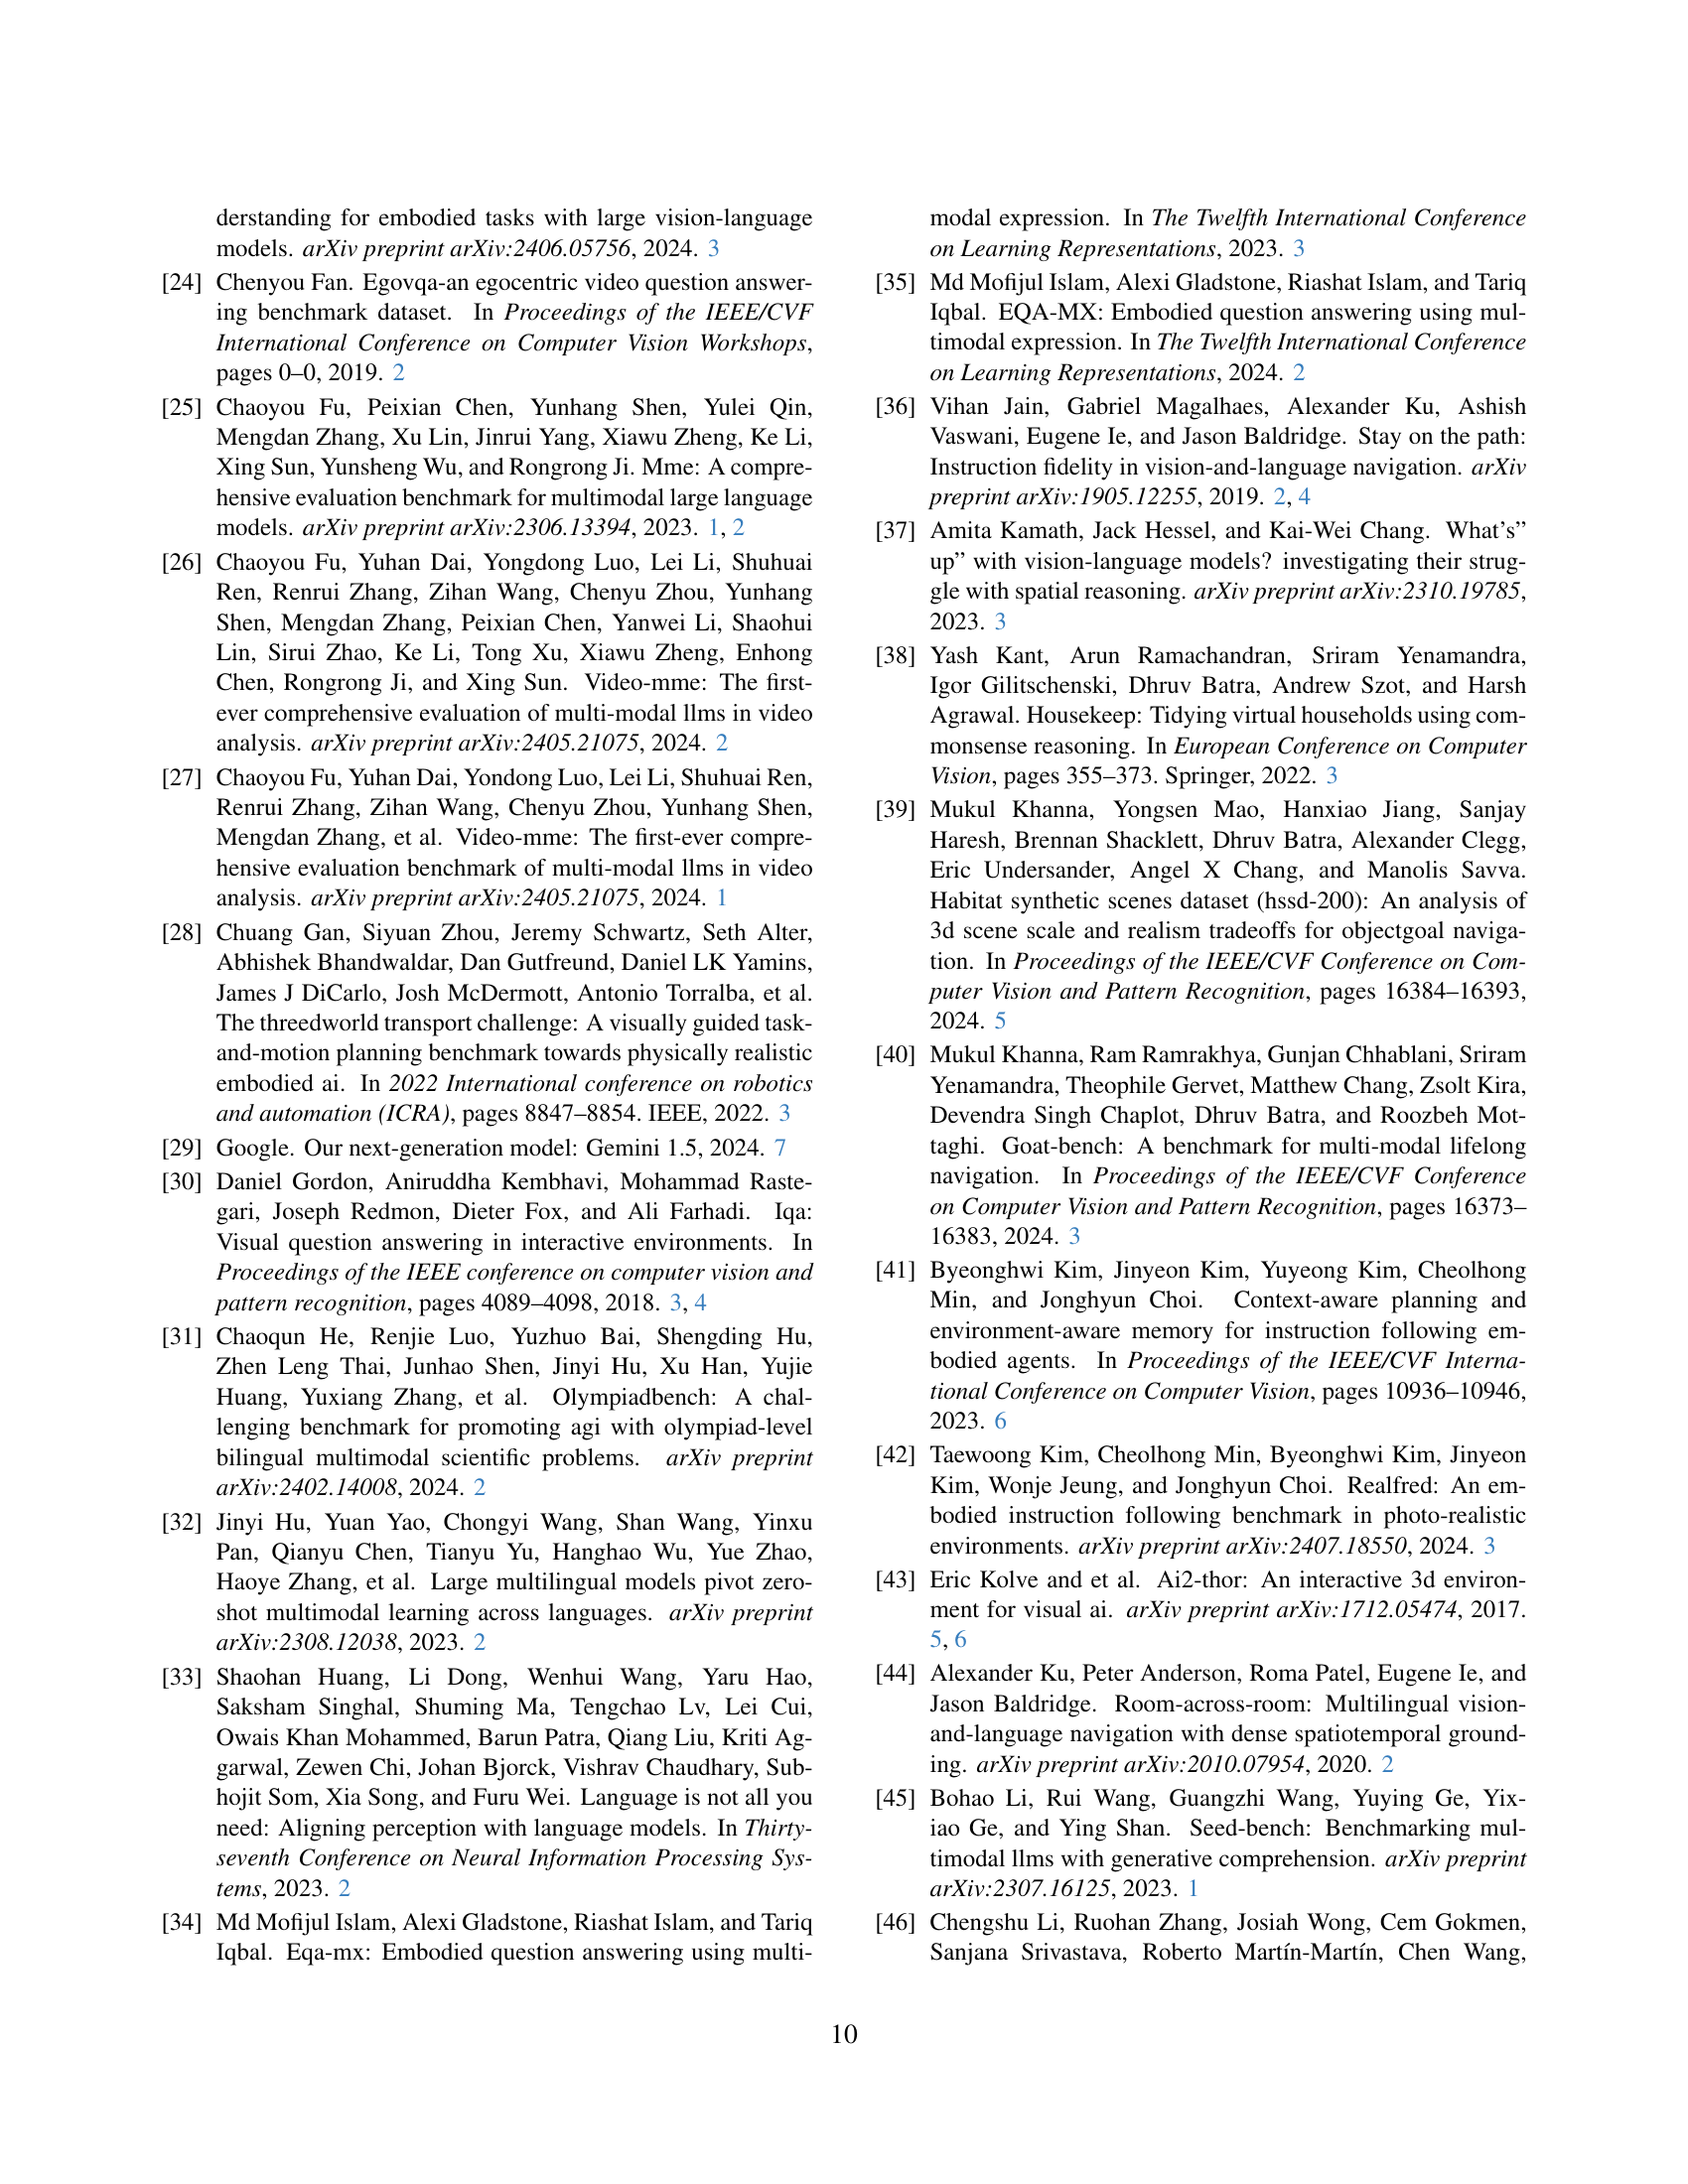 derstanding for embodied tasks with large vision-language
models. arXiv preprint arXiv:2406.05756, 2024. 3
[24] Chenyou Fan. Egovqa-an egocentric video question answer-
ing benchmark dataset. In Proceedings of the IEEE/CVF
International Conference on Computer Vision Workshops,
pages 0–0, 2019. 2
[25] Chaoyou Fu, Peixian Chen, Yunhang Shen, Yulei Qin,
Mengdan Zhang, Xu Lin, Jinrui Yang, Xiawu Zheng, Ke Li,
Xing Sun, Yunsheng Wu, and Rongrong Ji. Mme: A compre-
hensive evaluation benchmark for multimodal large language
models. arXiv preprint arXiv:2306.13394, 2023. 1, 2
[26] Chaoyou Fu, Yuhan Dai, Yongdong Luo, Lei Li, Shuhuai
Ren, Renrui Zhang, Zihan Wang, Chenyu Zhou, Yunhang
Shen, Mengdan Zhang, Peixian Chen, Yanwei Li, Shaohui
Lin, Sirui Zhao, Ke Li, Tong Xu, Xiawu Zheng, Enhong
Chen, Rongrong Ji, and Xing Sun. Video-mme: The first-
ever comprehensive evaluation of multi-modal llms in video
analysis. arXiv preprint arXiv:2405.21075, 2024. 2
[27] Chaoyou Fu, Yuhan Dai, Yondong Luo, Lei Li, Shuhuai Ren,
Renrui Zhang, Zihan Wang, Chenyu Zhou, Yunhang Shen,
Mengdan Zhang, et al. Video-mme: The first-ever compre-
hensive evaluation benchmark of multi-modal llms in video
analysis. arXiv preprint arXiv:2405.21075, 2024. 1
[28] Chuang Gan, Siyuan Zhou, Jeremy Schwartz, Seth Alter,
Abhishek Bhandwaldar, Dan Gutfreund, Daniel LK Yamins,
James J DiCarlo, Josh McDermott, Antonio Torralba, et al.
The threedworld transport challenge: A visually guided task-
and-motion planning benchmark towards physically realistic
embodied ai. In 2022 International conference on robotics
and automation (ICRA), pages 8847–8854. IEEE, 2022. 3
[29] Google. Our next-generation model: Gemini 1.5, 2024. 7
[30] Daniel Gordon, Aniruddha Kembhavi, Mohammad Raste-
gari, Joseph Redmon, Dieter Fox, and Ali Farhadi. Iqa:
Visual question answering in interactive environments. In
Proceedings of the IEEE conference on computer vision and
pattern recognition, pages 4089–4098, 2018. 3, 4
[31] Chaoqun He, Renjie Luo, Yuzhuo Bai, Shengding Hu,
Zhen Leng Thai, Junhao Shen, Jinyi Hu, Xu Han, Yujie
Huang, Yuxiang Zhang, et al. Olympiadbench: A chal-
lenging benchmark for promoting agi with olympiad-level
bilingual multimodal scientific problems. arXiv preprint
arXiv:2402.14008, 2024. 2
[32] Jinyi Hu, Yuan Yao, Chongyi Wang, Shan Wang, Yinxu
Pan, Qianyu Chen, Tianyu Yu, Hanghao Wu, Yue Zhao,
Haoye Zhang, et al. Large multilingual models pivot zero-
shot multimodal learning across languages. arXiv preprint
arXiv:2308.12038, 2023. 2
[33] Shaohan Huang, Li Dong, Wenhui Wang, Yaru Hao,
Saksham Singhal, Shuming Ma, Tengchao Lv, Lei Cui,
Owais Khan Mohammed, Barun Patra, Qiang Liu, Kriti Ag-
garwal, Zewen Chi, Johan Bjorck, Vishrav Chaudhary, Sub-
hojit Som, Xia Song, and Furu Wei. Language is not all you
need: Aligning perception with language models. In Thirty-
seventh Conference on Neural Information Processing Sys-
tems, 2023. 2
[34] Md Mofijul Islam, Alexi Gladstone, Riashat Islam, and Tariq
Iqbal. Eqa-mx: Embodied question answering using multi-
modal expression. In The Twelfth International Conference
on Learning Representations, 2023. 3
[35] Md Mofijul Islam, Alexi Gladstone, Riashat Islam, and Tariq
Iqbal. EQA-MX: Embodied question answering using mul-
timodal expression. In The Twelfth International Conference
on Learning Representations, 2024. 2
[36] Vihan Jain, Gabriel Magalhaes, Alexander Ku, Ashish
Vaswani, Eugene Ie, and Jason Baldridge. Stay on the path:
Instruction fidelity in vision-and-language navigation. arXiv
preprint arXiv:1905.12255, 2019. 2, 4
[37] Amita Kamath, Jack Hessel, and Kai-Wei Chang. What’s”
up” with vision-language models? investigating their strug-
gle with spatial reasoning. arXiv preprint arXiv:2310.19785,
2023. 3
[38] Yash Kant, Arun Ramachandran, Sriram Yenamandra,
Igor Gilitschenski, Dhruv Batra, Andrew Szot, and Harsh
Agrawal. Housekeep: Tidying virtual households using com-
monsense reasoning. In European Conference on Computer
Vision, pages 355–373. Springer, 2022. 3
[39] Mukul Khanna, Yongsen Mao, Hanxiao Jiang, Sanjay
Haresh, Brennan Shacklett, Dhruv Batra, Alexander Clegg,
Eric Undersander, Angel X Chang, and Manolis Savva.
Habitat synthetic scenes dataset (hssd-200): An analysis of
3d scene scale and realism tradeoffs for objectgoal naviga-
tion. In Proceedings of the IEEE/CVF Conference on Com-
puter Vision and Pattern Recognition, pages 16384–16393,
2024. 5
[40] Mukul Khanna, Ram Ramrakhya, Gunjan Chhablani, Sriram
Yenamandra, Theophile Gervet, Matthew Chang, Zsolt Kira,
Devendra Singh Chaplot, Dhruv Batra, and Roozbeh Mot-
taghi. Goat-bench: A benchmark for multi-modal lifelong
navigation. In Proceedings of the IEEE/CVF Conference
on Computer Vision and Pattern Recognition, pages 16373–
16383, 2024. 3
[41] Byeonghwi Kim, Jinyeon Kim, Yuyeong Kim, Cheolhong
Min, and Jonghyun Choi. Context-aware planning and
environment-aware memory for instruction following em-
bodied agents. In Proceedings of the IEEE/CVF Interna-
tional Conference on Computer Vision, pages 10936–10946,
2023. 6
[42] Taewoong Kim, Cheolhong Min, Byeonghwi Kim, Jinyeon
Kim, Wonje Jeung, and Jonghyun Choi. Realfred: An em-
bodied instruction following benchmark in photo-realistic
environments. arXiv preprint arXiv:2407.18550, 2024. 3
[43] Eric Kolve and et al. Ai2-thor: An interactive 3d environ-
ment for visual ai. arXiv preprint arXiv:1712.05474, 2017.
5, 6
[44] Alexander Ku, Peter Anderson, Roma Patel, Eugene Ie, and
Jason Baldridge. Room-across-room: Multilingual vision-
and-language navigation with dense spatiotemporal ground-
ing. arXiv preprint arXiv:2010.07954, 2020. 2
[45] Bohao Li, Rui Wang, Guangzhi Wang, Yuying Ge, Yix-
iao Ge, and Ying Shan. Seed-bench: Benchmarking mul-
timodal llms with generative comprehension. arXiv preprint
arXiv:2307.16125, 2023. 1
[46] Chengshu Li, Ruohan Zhang, Josiah Wong, Cem Gokmen,
Sanjana Srivastava, Roberto Martín-Martín, Chen Wang,
10